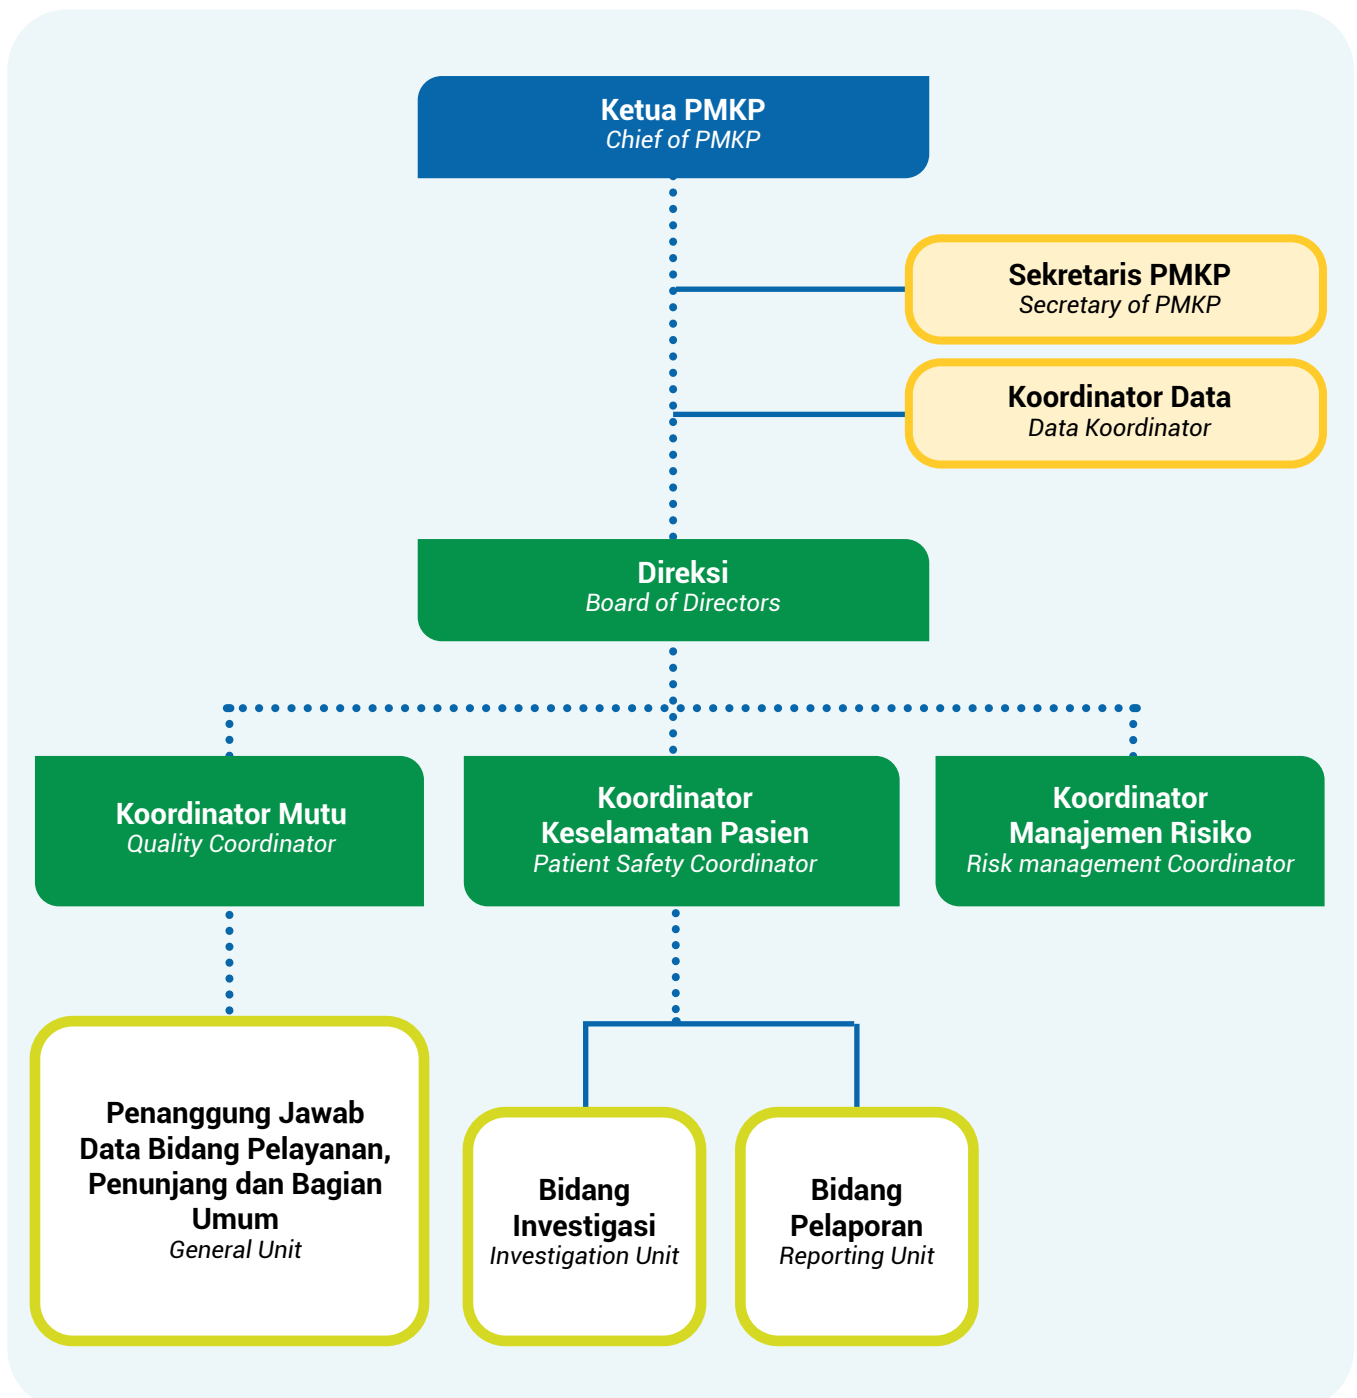 Ketua PMKP
Chief of PMKP
Sekretaris PMKP
Secretary of PMKP
Koordinator Data
Data Koordinator
Direksi
Board of Directors
Koordinator Mutu
Quality Coordinator
Koordinator
Keselamatan Pasien
Patient Safety Coordinator
Koordinator
Manajemen Risiko
Risk management Coordinator
Penanggung Jawab
Data Bidang Pelayanan,
Penunjang dan Bagian
Umum
General Unit
Bidang
Investigasi
Investigation Unit
Bidang
Pelaporan
Reporting Unit